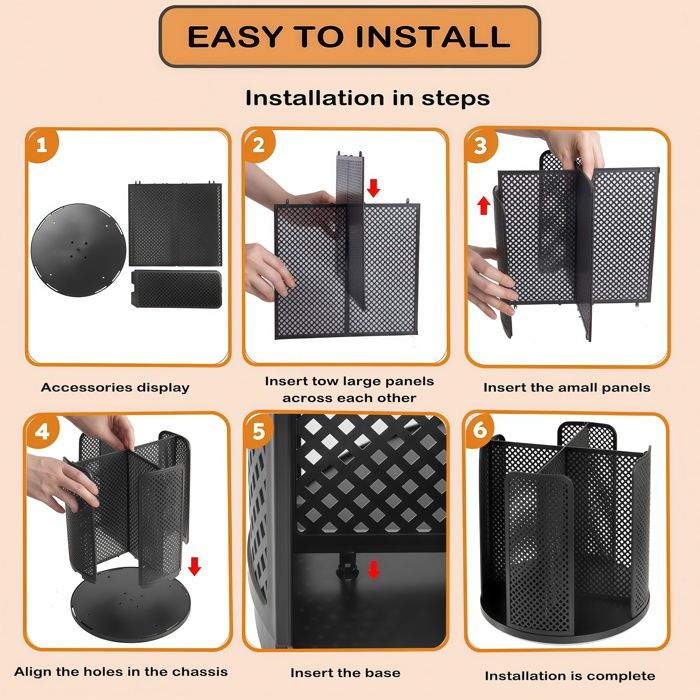 EASY TO INSTALL
Installation in steps
1
2
3
Accessories display
Insert tow large panels
across each other
Insert the small panels
4
5
6
Align the holes in the chassis
Insert the base
Installation is complete